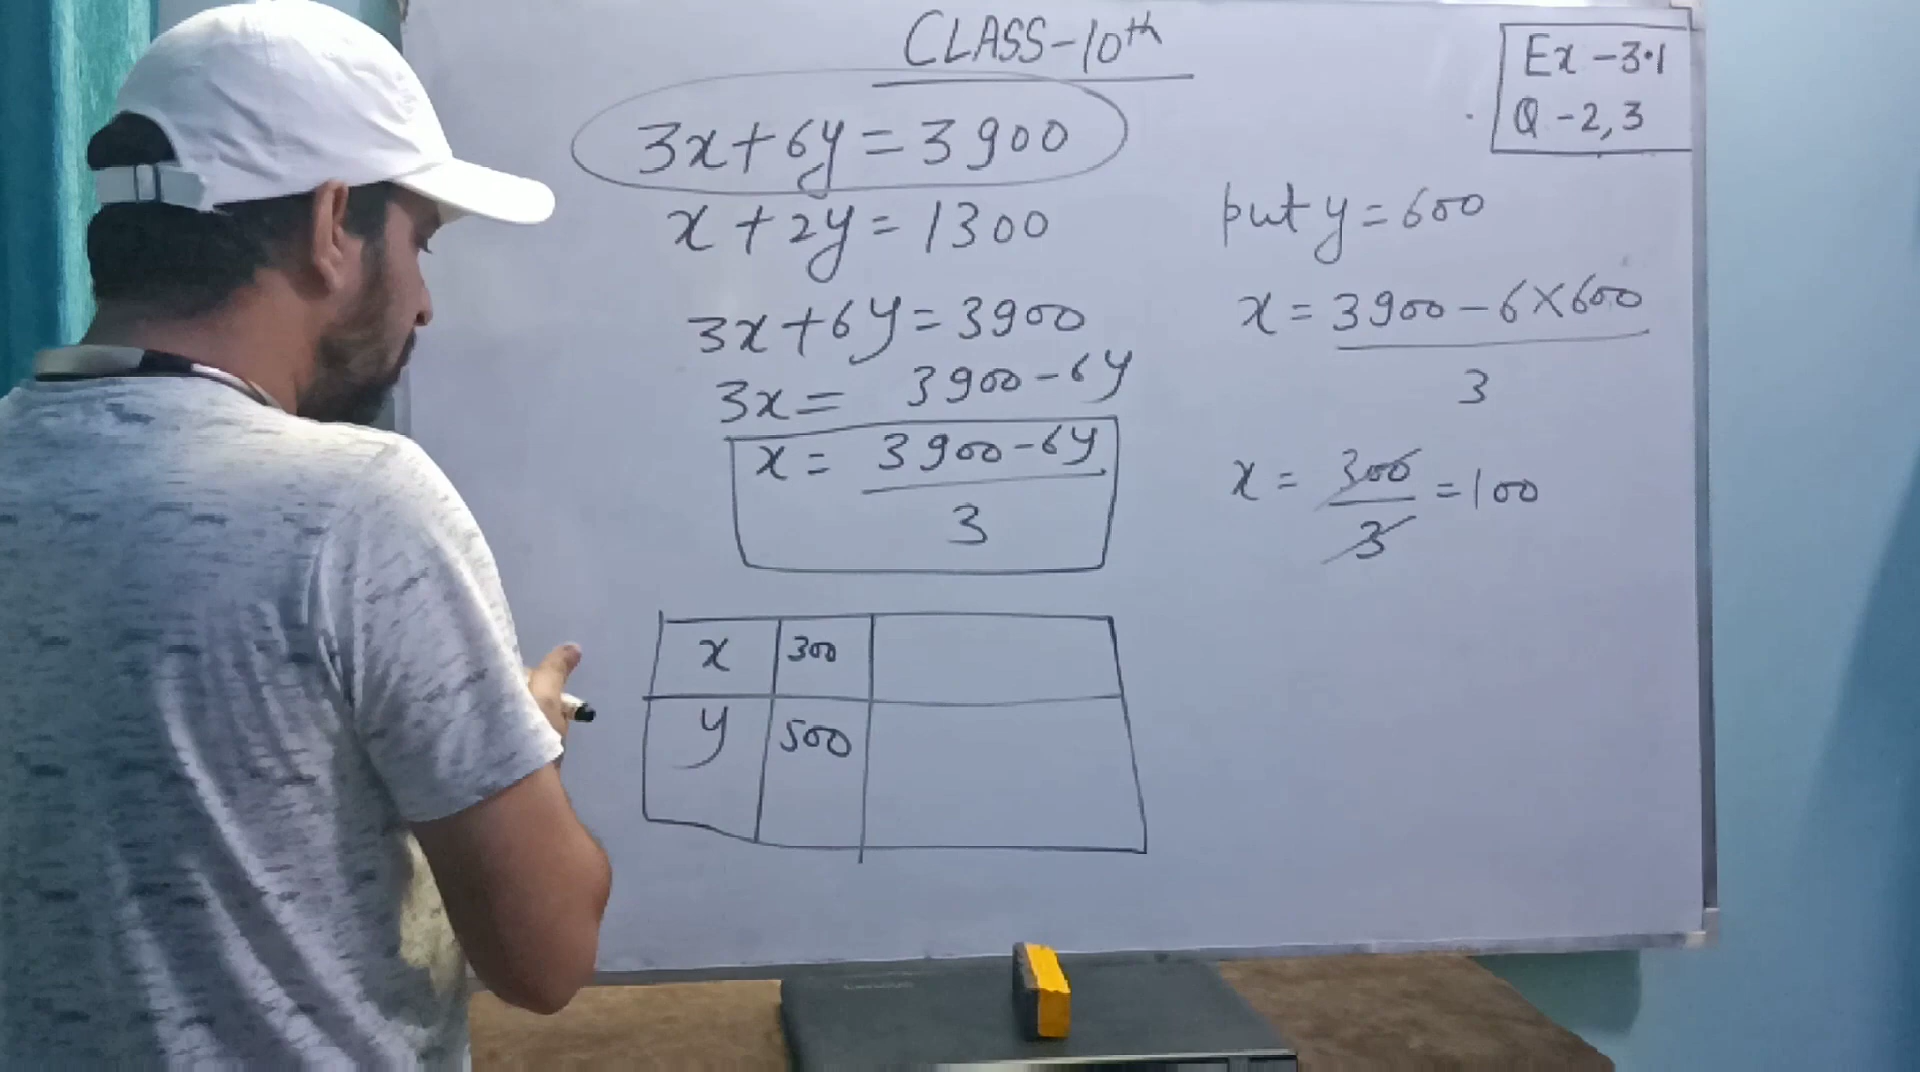 CLASS-10th
Ex-3.1
Q-2,3
3x+6y=3900
x+2y=1300
3x+6y=3900
3x= 3900-6y
x= 3900-6y
3
x 300
y 500
put y=600
x=3900-6×600
3
x= 300 =100
3